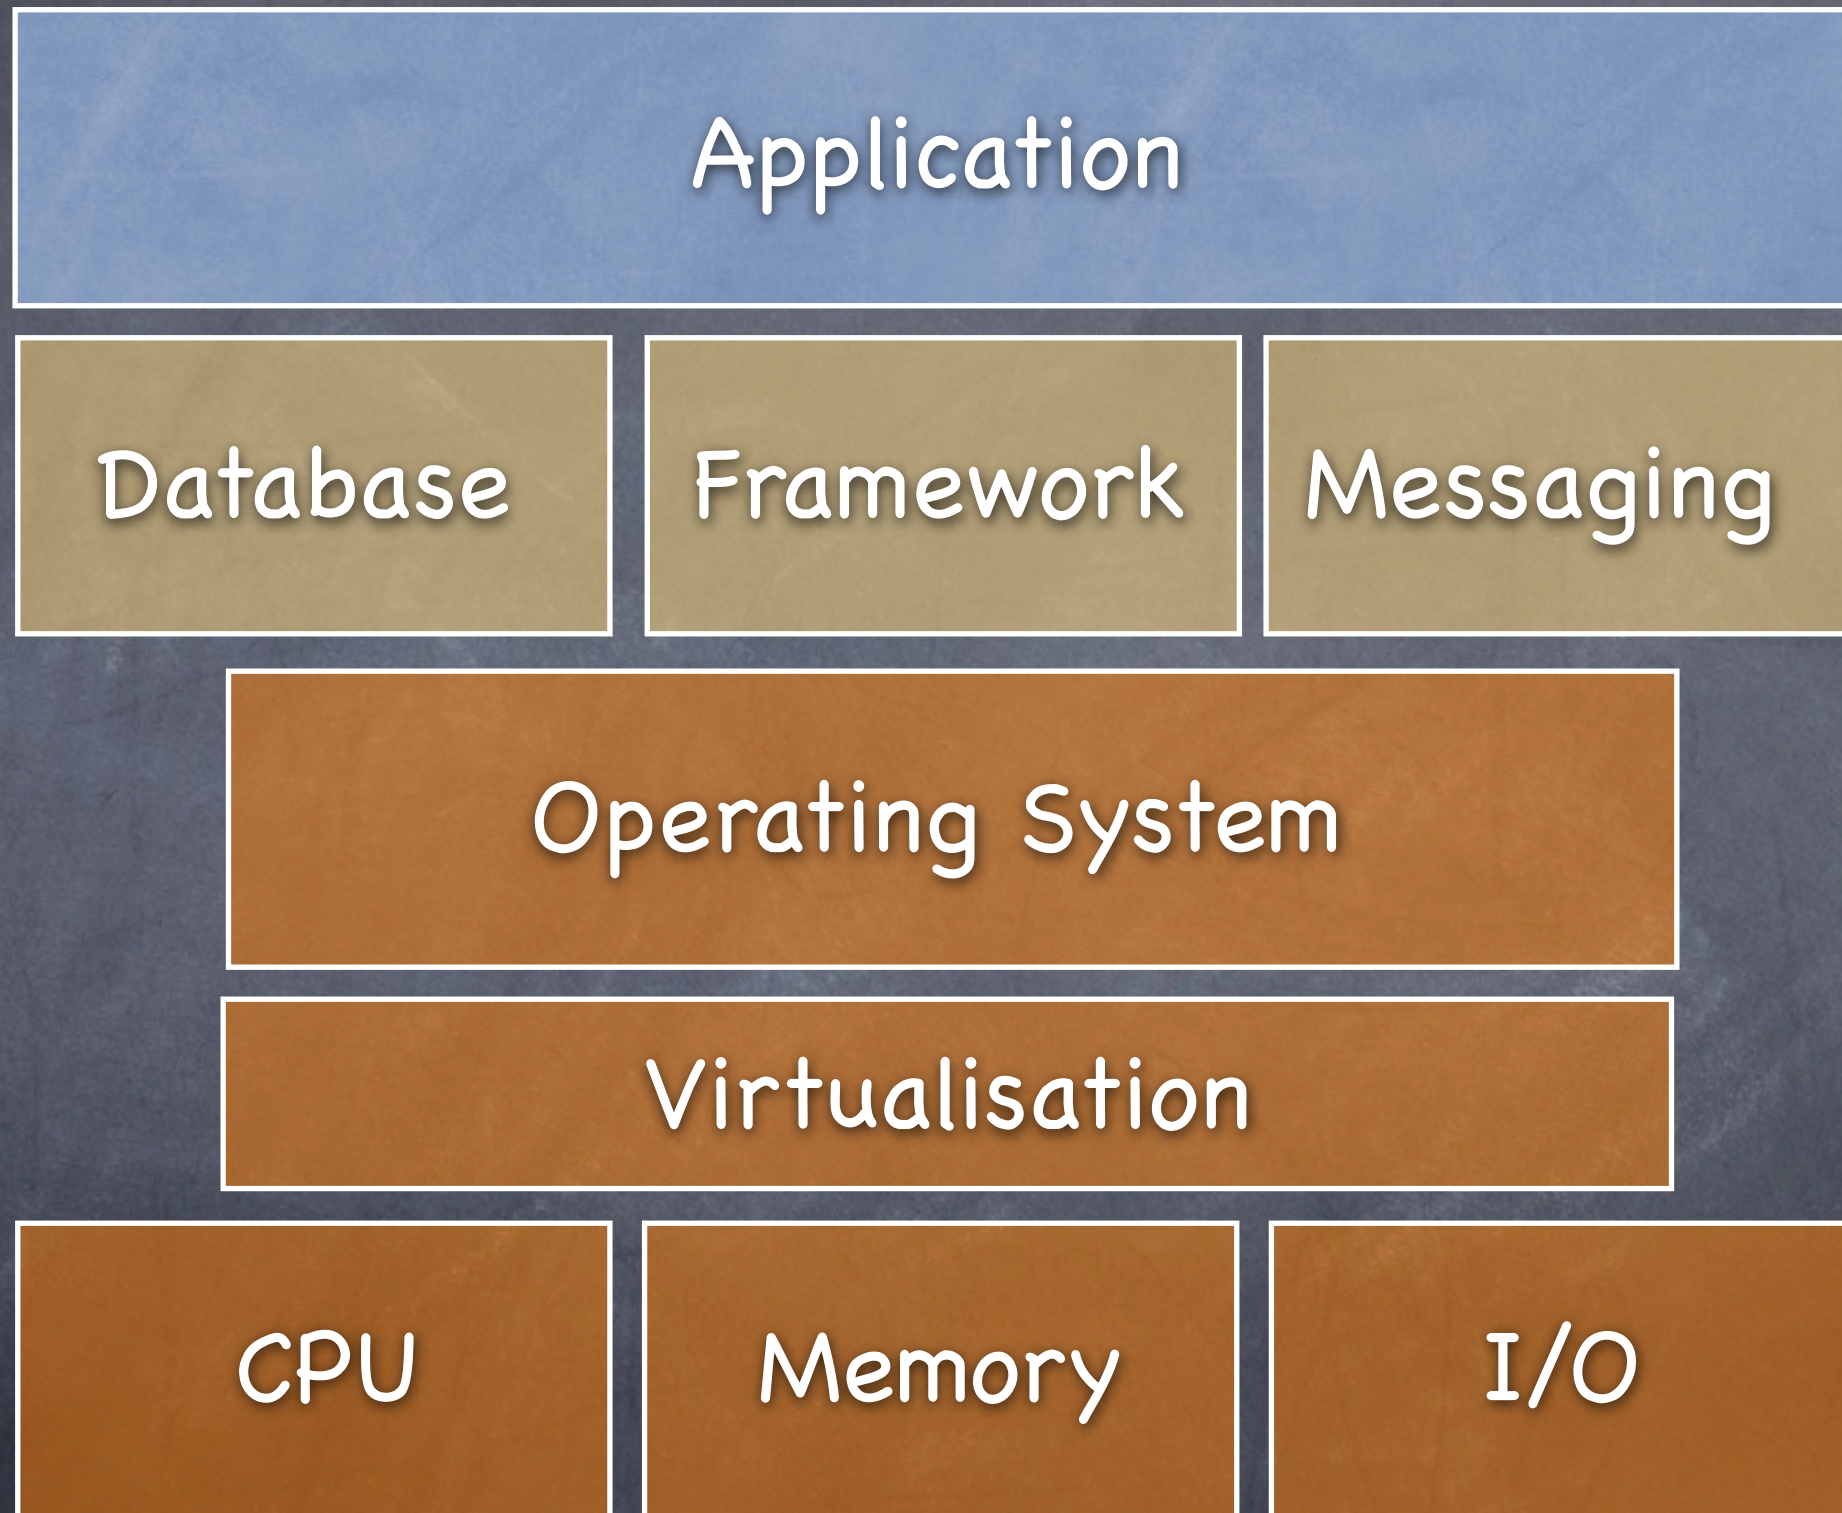 Application
Database Framework Messaging
Operating System
Virtualisation
CPU Memory I/O